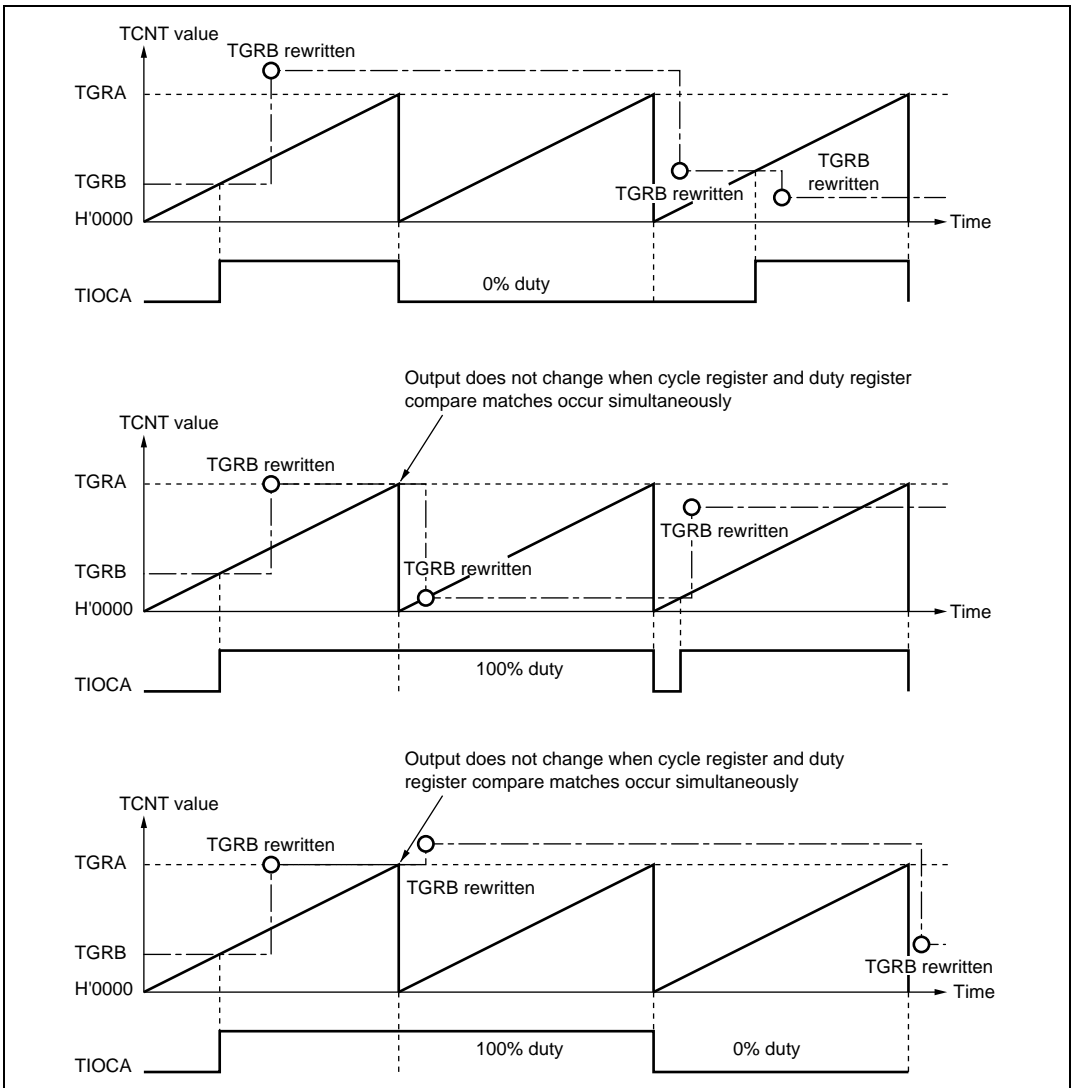 TCNT value
TGRB rewritten
TGRA
TGRB
rewritten
TGRB
TGRB rewritten
H'0000
Time
TIOCA
0% duty
Output does not change when cycle register and duty register
compare matches occur simultaneously
TCNT value
TGRB rewritten
TGRA
TGRB rewritten
TGRB
TGRB rewritten
H'0000
Time
TIOCA
100% duty
Output does not change when cycle register and duty
register compare matches occur simultaneously
TCNT value
TGRB rewritten
TGRA
TGRB rewritten
TGRB
TGRB rewritten
H'0000
Time
TIOCA
100% duty
0% duty